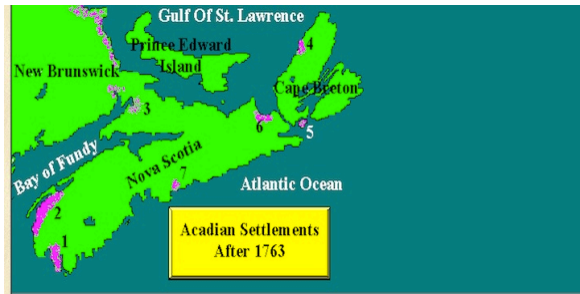 Gulf Of St. Lawrence
Prince Edward
Island
4
New Brunswick
Cape Breton
3
6
5
Bay of Fundy
Nova Scotia
7
Atlantic Ocean
2
1
Acadian Settlements
After 1763